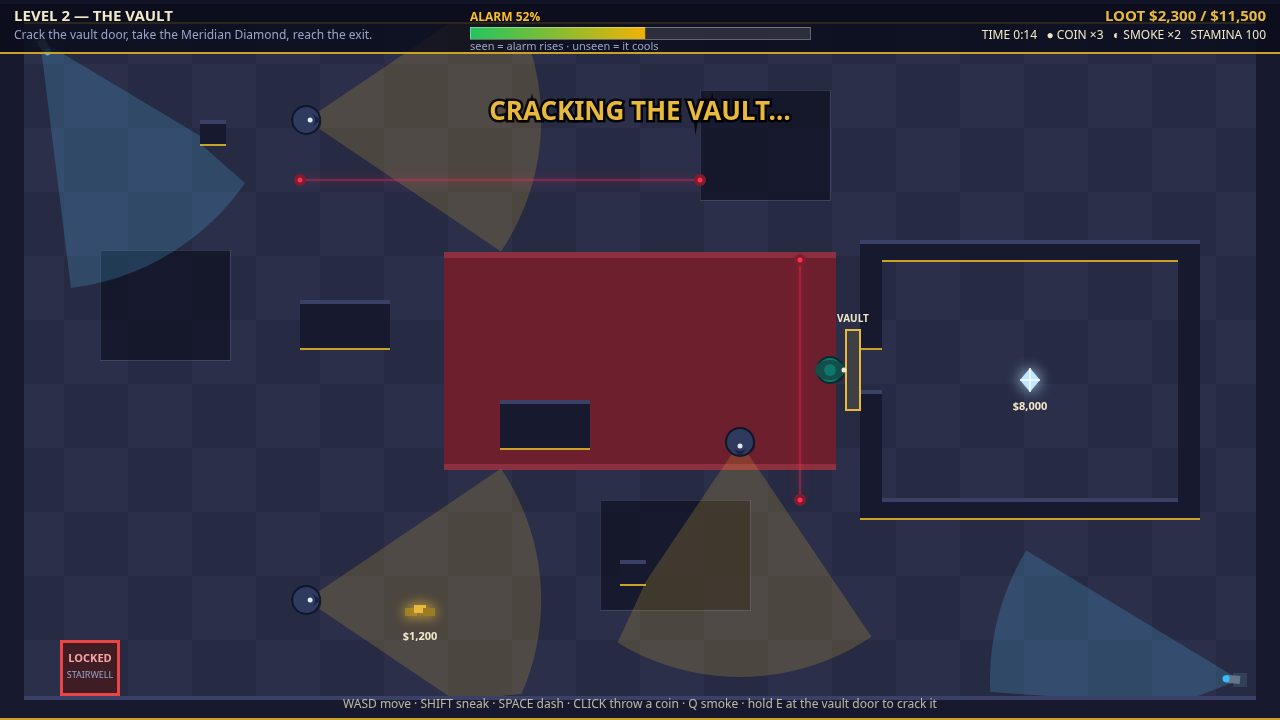 LEVEL 2 — THE VAULT
Crack the vault door, take the Meridian Diamond, reach the exit.
ALARM 52%
seen = alarm rises · unseen = it cools
LOOT $2,300 / $11,500
TIME 0:14 ● COIN ×3 ◖ SMOKE ×2 STAMINA 100
CRACKING THE VAULT...
VAULT
$8,000
$1,200
LOCKED
STAIRWELL
WASD move · SHIFT sneak · SPACE dash · CLICK throw a coin · Q smoke · hold E at the vault door to crack it